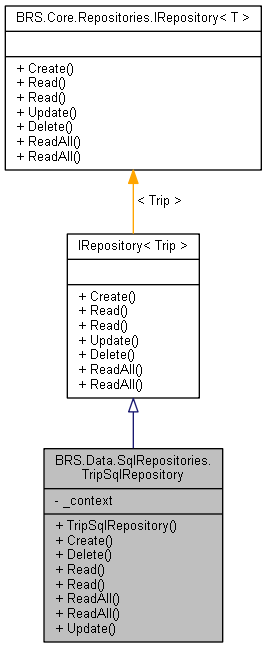 BRS.Core.Repositories.IRepository< T >
+ Create()
+ Read()
+ Read()
+ Update()
+ Delete()
+ ReadAll()
+ ReadAll()
< Trip >
IRepository< Trip >
+ Create()
+ Read()
+ Read()
+ Update()
+ Delete()
+ ReadAll()
+ ReadAll()
BRS.Data.SqlRepositories.
TripSqlRepository
- _context
+ TripSqlRepository()
+ Create()
+ Delete()
+ Read()
+ Read()
+ ReadAll()
+ ReadAll()
+ Update()